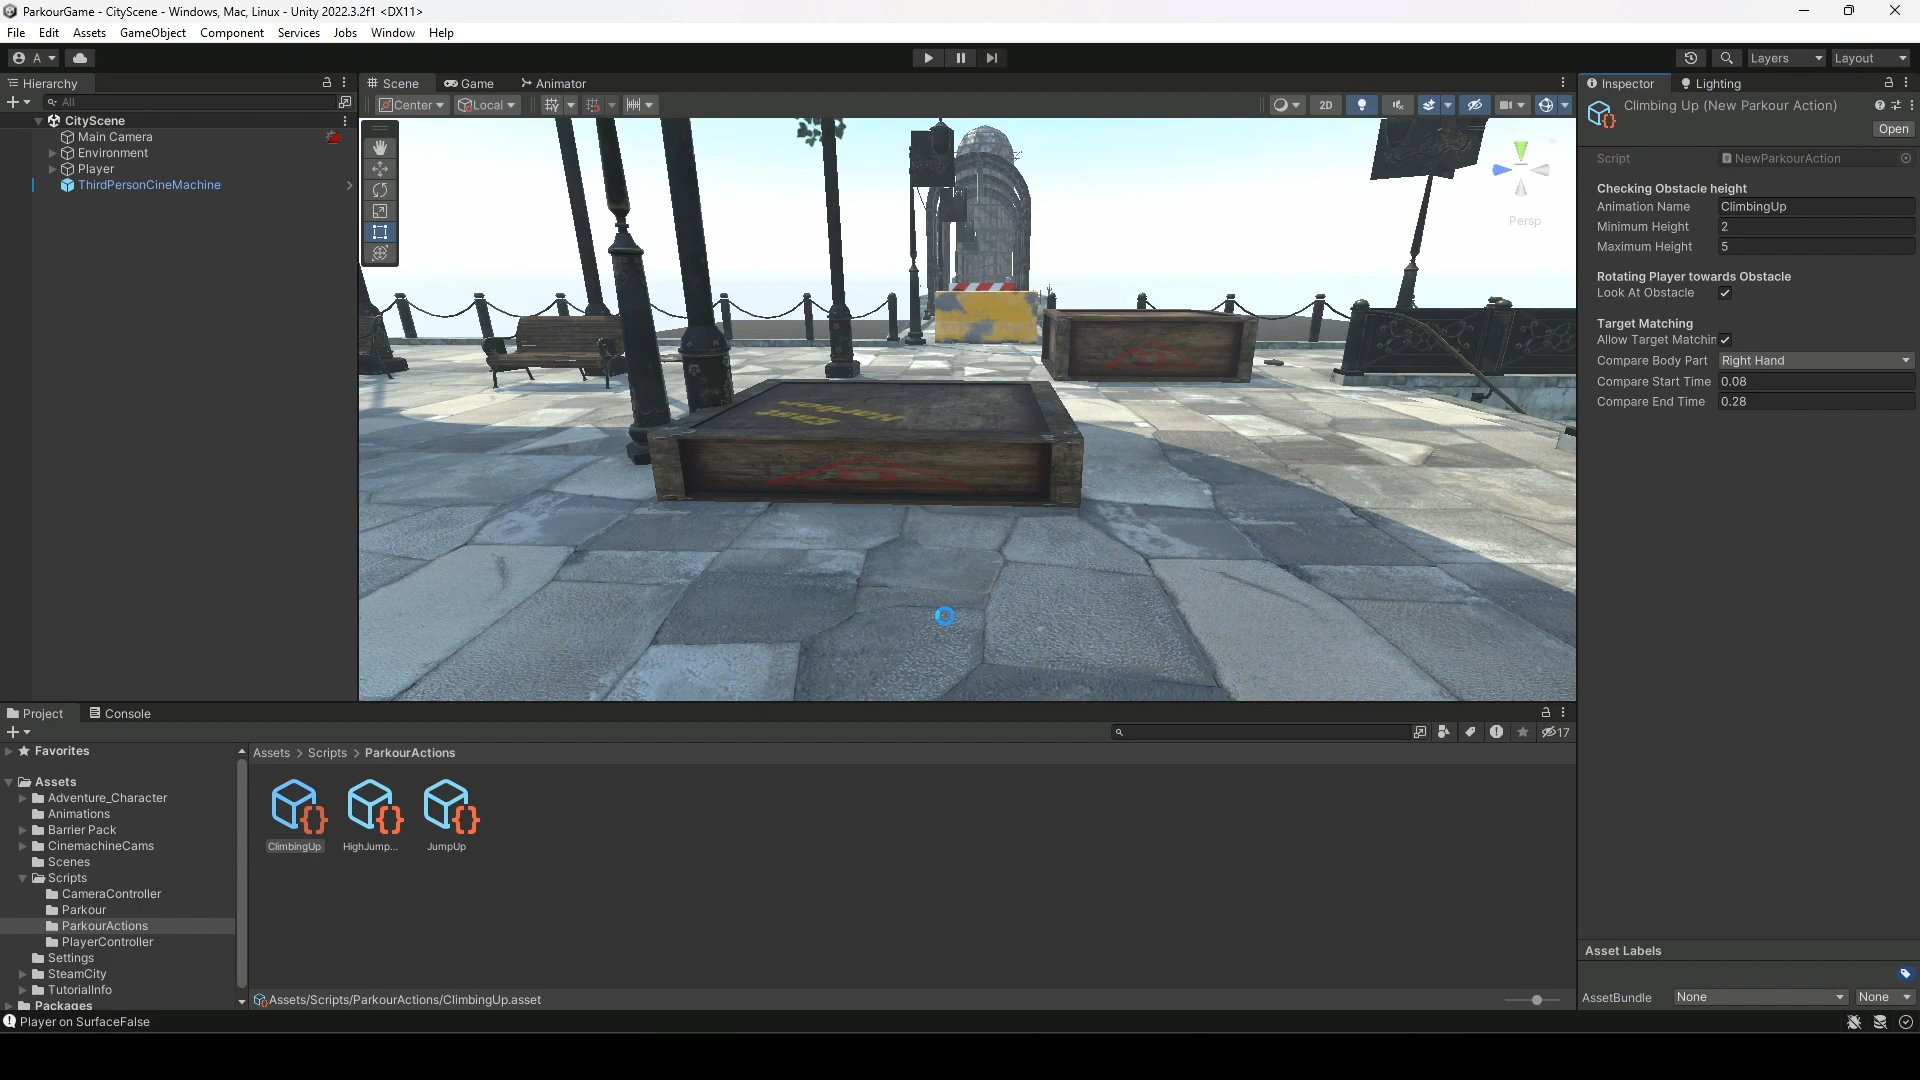 ParkourGame - CityScene - Windows, Mac, Linux - Unity 2022.3.2f1 <DX11>
File Edit Assets GameObject Component Services Jobs Window Help
A Layers Layout
Hierarchy
All
CityScene
Main Camera
Environment
Player
ThirdPersonCineMachine
Scene Game Animator
Center Local 2D
Persp
East
Harbor
Inspector Lighting
Climbing Up (New Parkour Action)
Open
Script NewParkourAction
Checking Obstacle height
Animation Name ClimbingUp
Minimum Height 2
Maximum Height 5
Rotating Player towards Obstacle
Look At Obstacle
Target Matching
Allow Target Matchin
Compare Body Part Right Hand
Compare Start Time 0.08
Compare End Time 0.28
Project Console
17
Favorites
Assets
Adventure_Character
Animations
Barrier Pack
CinemachineCams
Scenes
Scripts
CameraController
Parkour
ParkourActions
PlayerController
Settings
SteamCity
TutorialInfo
Packages
Assets > Scripts > ParkourActions
ClimbingUp HighJump... JumpUp
Assets/Scripts/ParkourActions/ClimbingUp.asset
Asset Labels
AssetBundle None None
Player on SurfaceFalse